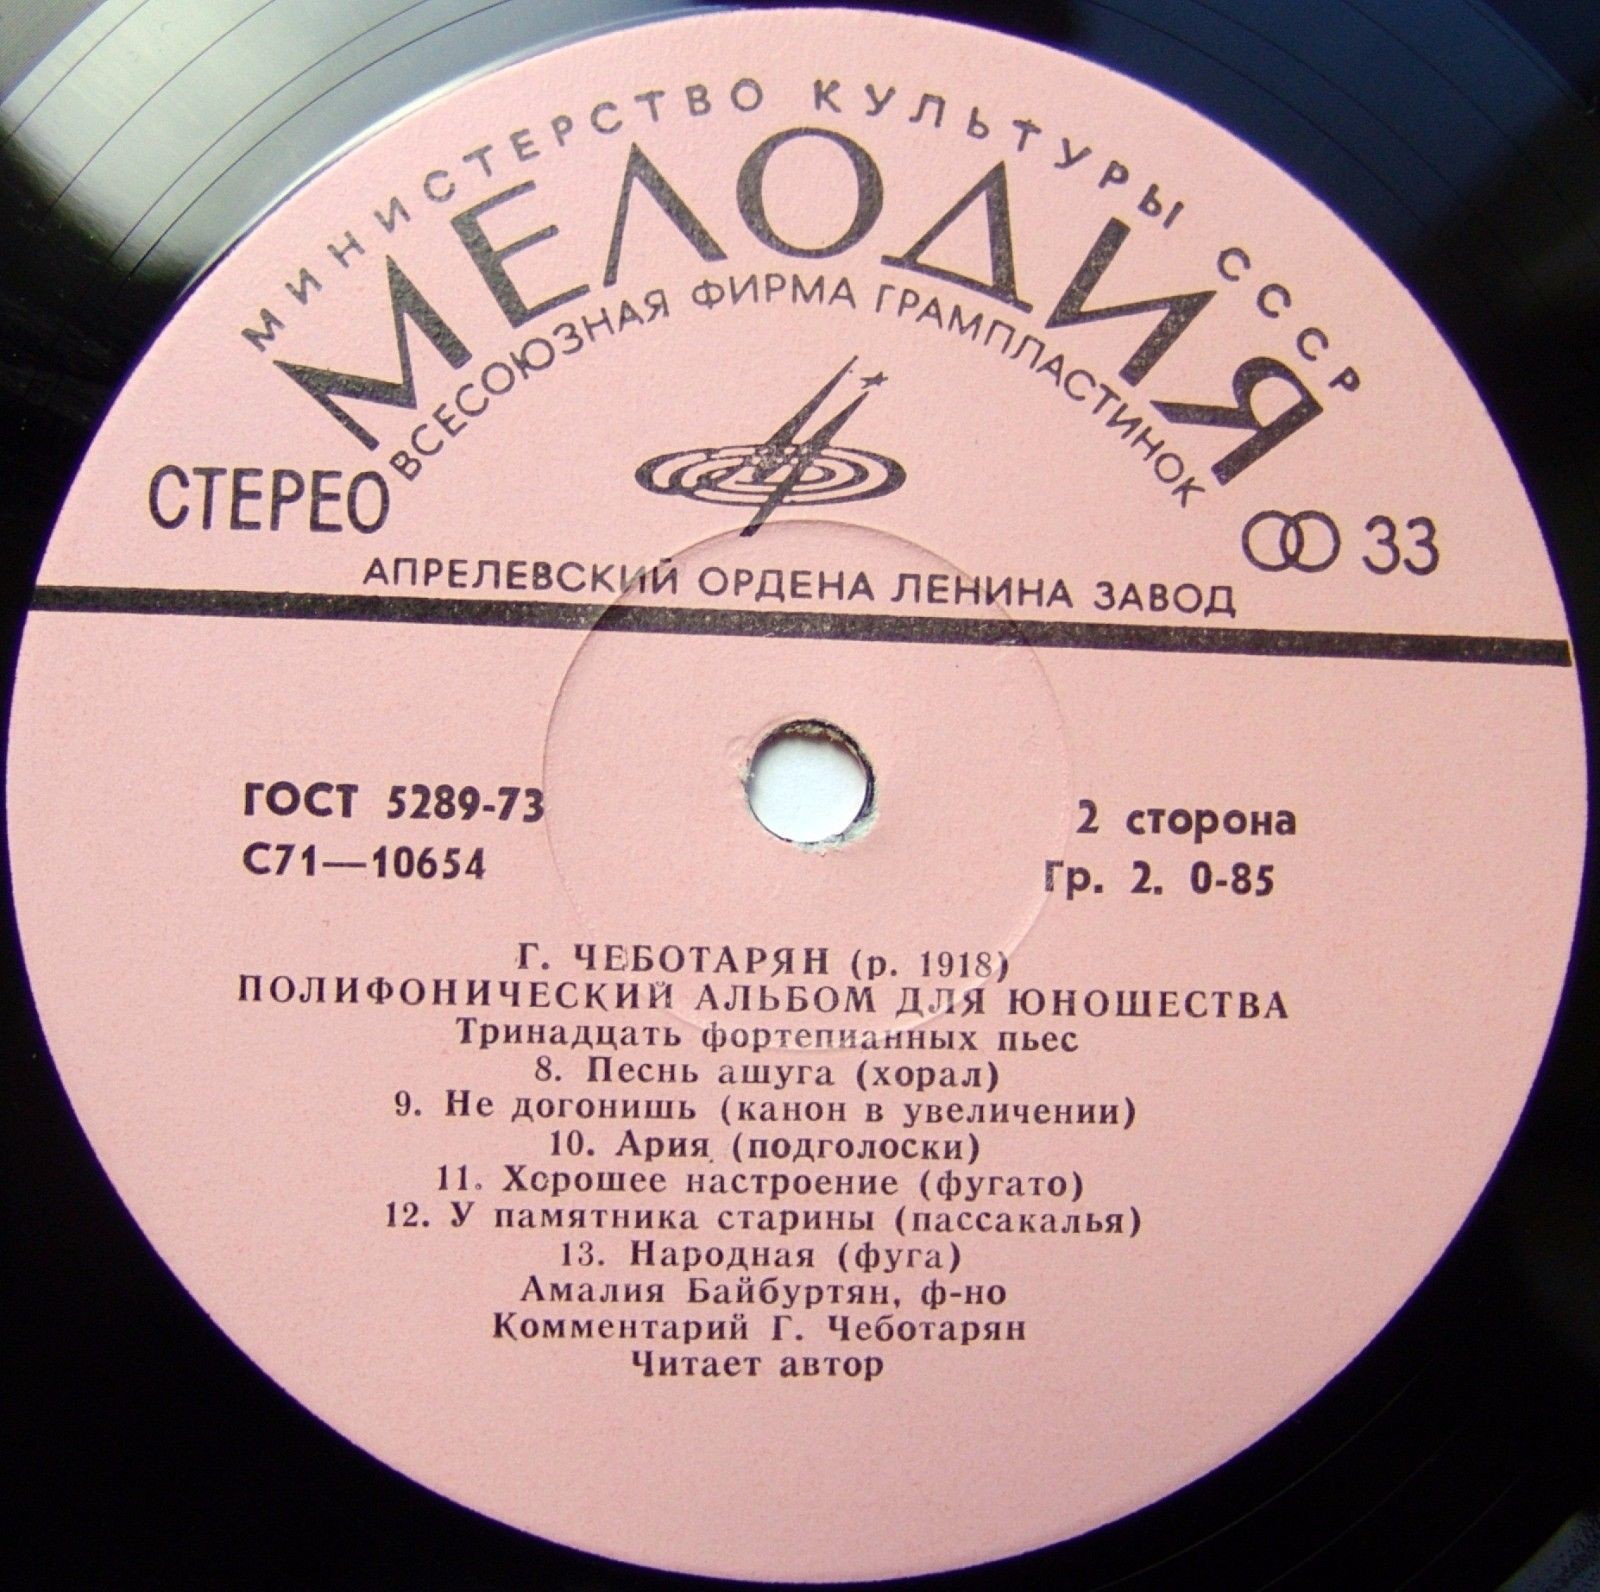 МИНИСТЕРСТВО КУЛЬТУРЫ СССР
МЕЛОДИЯ
ВСЕСОЮЗНАЯ ФИРМА ГРАМПЛАСТИНОК
СТЕРЕО
33
АПРЕЛЕВСКИЙ ОРДЕНА ЛЕНИНА ЗАВОД
ГОСТ 5289-73
2 сторона
С71—10654
Гр. 2. 0-85
Г. ЧЕБОТАРЯН (р. 1918)
ПОЛИФОНИЧЕСКИЙ АЛЬБОМ ДЛЯ ЮНОШЕСТВА
Тринадцать фортепианных пьес
8. Песнь ашуга (хорал)
9. Не догонишь (канон в увеличении)
10. Ария (подголоски)
11. Хорошее настроение (фугато)
12. У памятника старины (пассакалья)
13. Народная (фуга)
Амалия Байбуртян, ф-но
Комментарий Г. Чеботарян
Читает автор